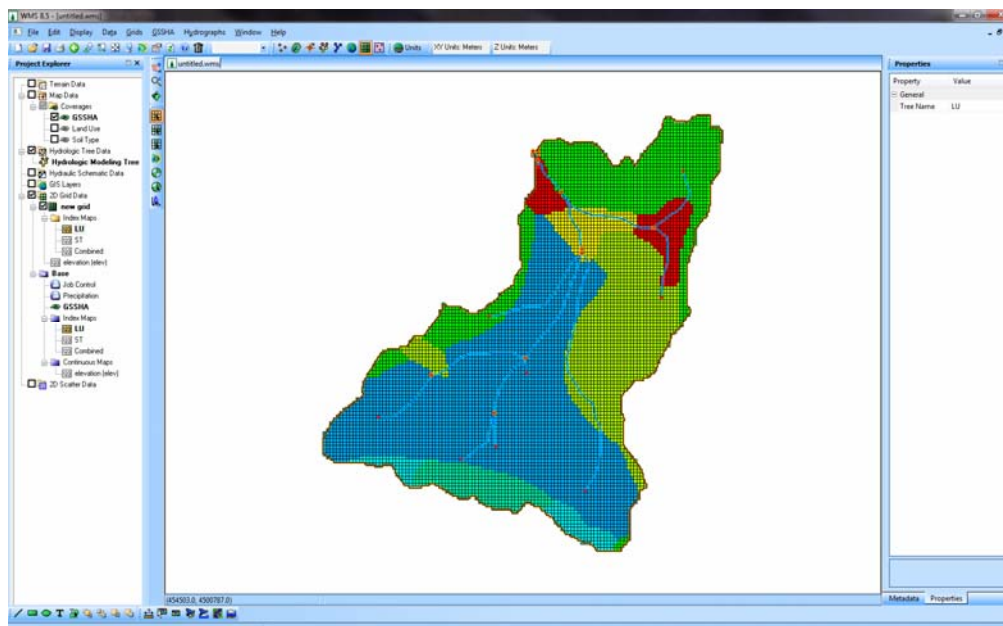 WMS 8.5 - [untitled.wms]
File Edit Display Data Grids GSSHA Hydrographs Window Help
Units XY Units: Meters Z Units: Meters
Project Explorer
untitled.wms
Properties
Terrain Data
Map Data
Coverages
GSSHA
Land Use
Soil Type
Hydrologic Tree Data
Hydrologic Modeling Tree
Hydraulic Schematic Data
GIS Layers
2D Grid Data
new grid
Index Maps
LU
ST
Combined
elevation (elev)
Base
Job Control
Precipitation
GSSHA
Index Maps
LU
ST
Combined
Continuous Maps
elevation (elev)
2D Scatter Data
Property Value
General
Tree Name LU
(454503.0, 4500787.0)
Metadata Properties
T